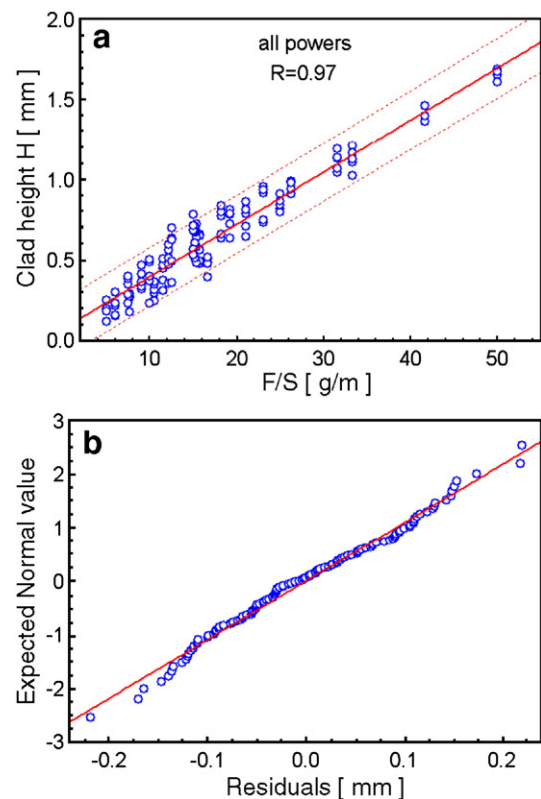 a
all powers
R=0.97
Clad height H [ mm ]
2.0
1.5
1.0
0.5
0.0
10 20 30 40 50
F/S [ g/m ]
b
Expected Normal value
3
2
1
0
-1
-2
-3
-0.2 -0.1 0.0 0.1 0.2
Residuals [ mm ]